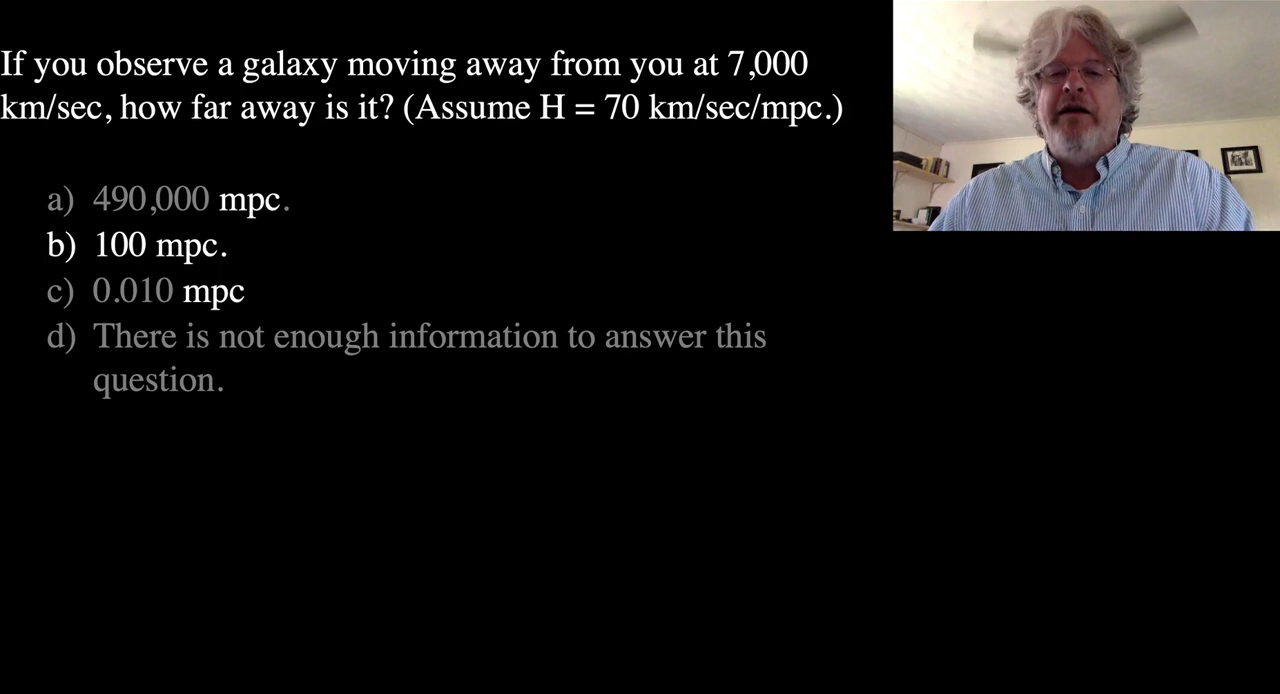 If you observe a galaxy moving away from you at 7,000
km/sec, how far away is it? (Assume H = 70 km/sec/mpc.)
a) 490,000 mpc.
b) 100 mpc.
c) 0.010 mpc
d) There is not enough information to answer this
question.